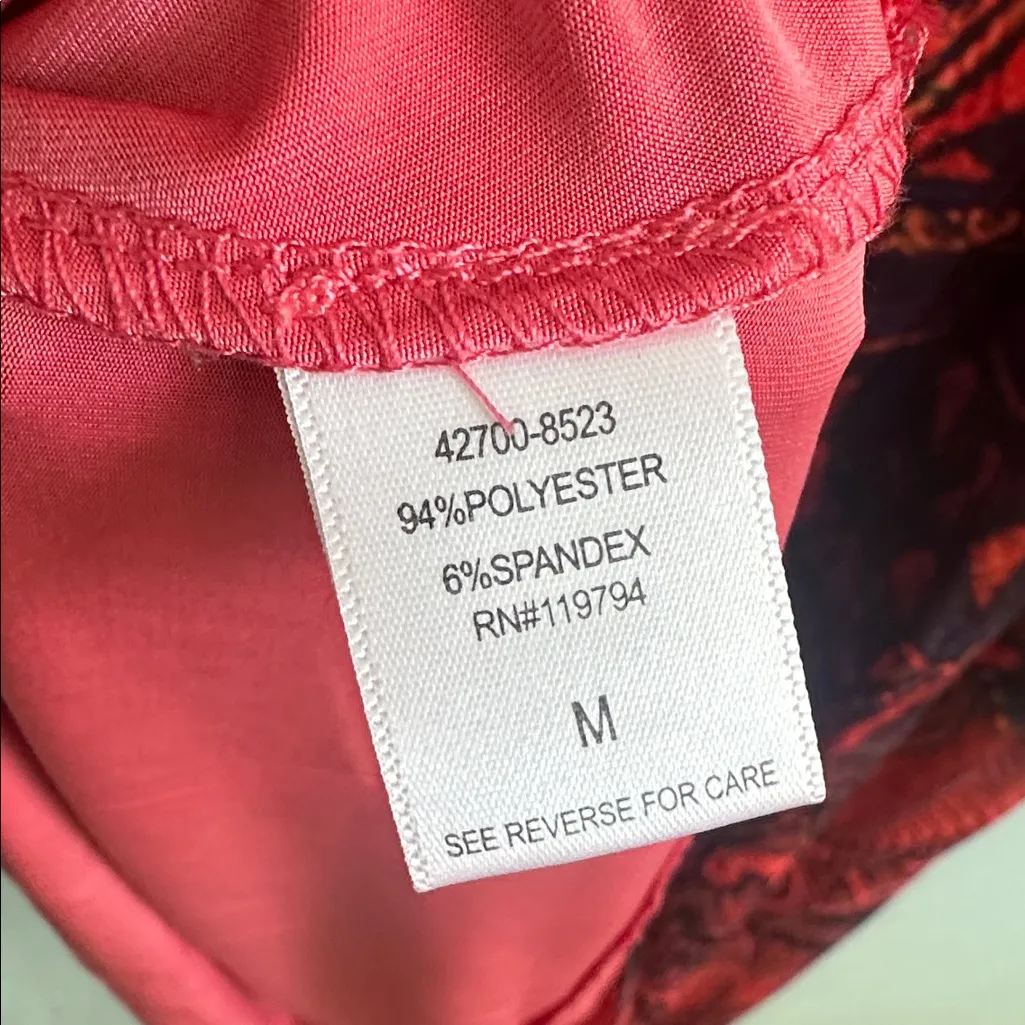 42700-8523
94%POLYESTER
6%SPANDEX
RN#119794
M
SEE REVERSE FOR CARE